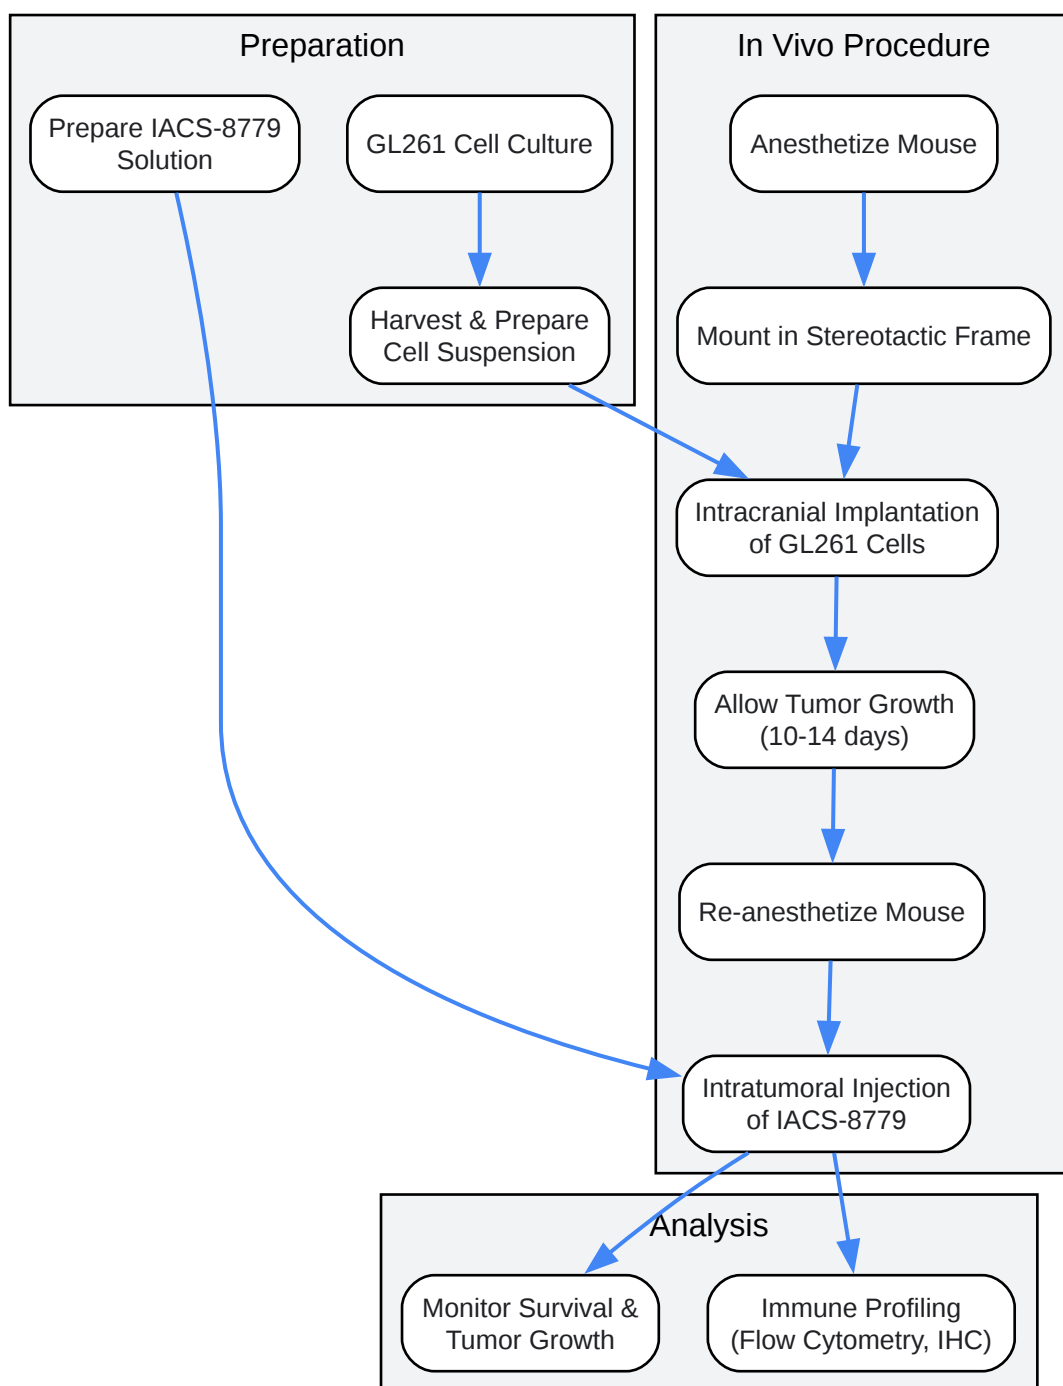 Preparation
Prepare IACS-8779
Solution
GL261 Cell Culture
Harvest & Prepare
Cell Suspension
In Vivo Procedure
Anesthetize Mouse
Mount in Stereotactic Frame
Intracranial Implantation
of GL261 Cells
Allow Tumor Growth
(10-14 days)
Re-anesthetize Mouse
Intratumoral Injection
of IACS-8779
Analysis
Monitor Survival &
Tumor Growth
Immune Profiling
(Flow Cytometry, IHC)